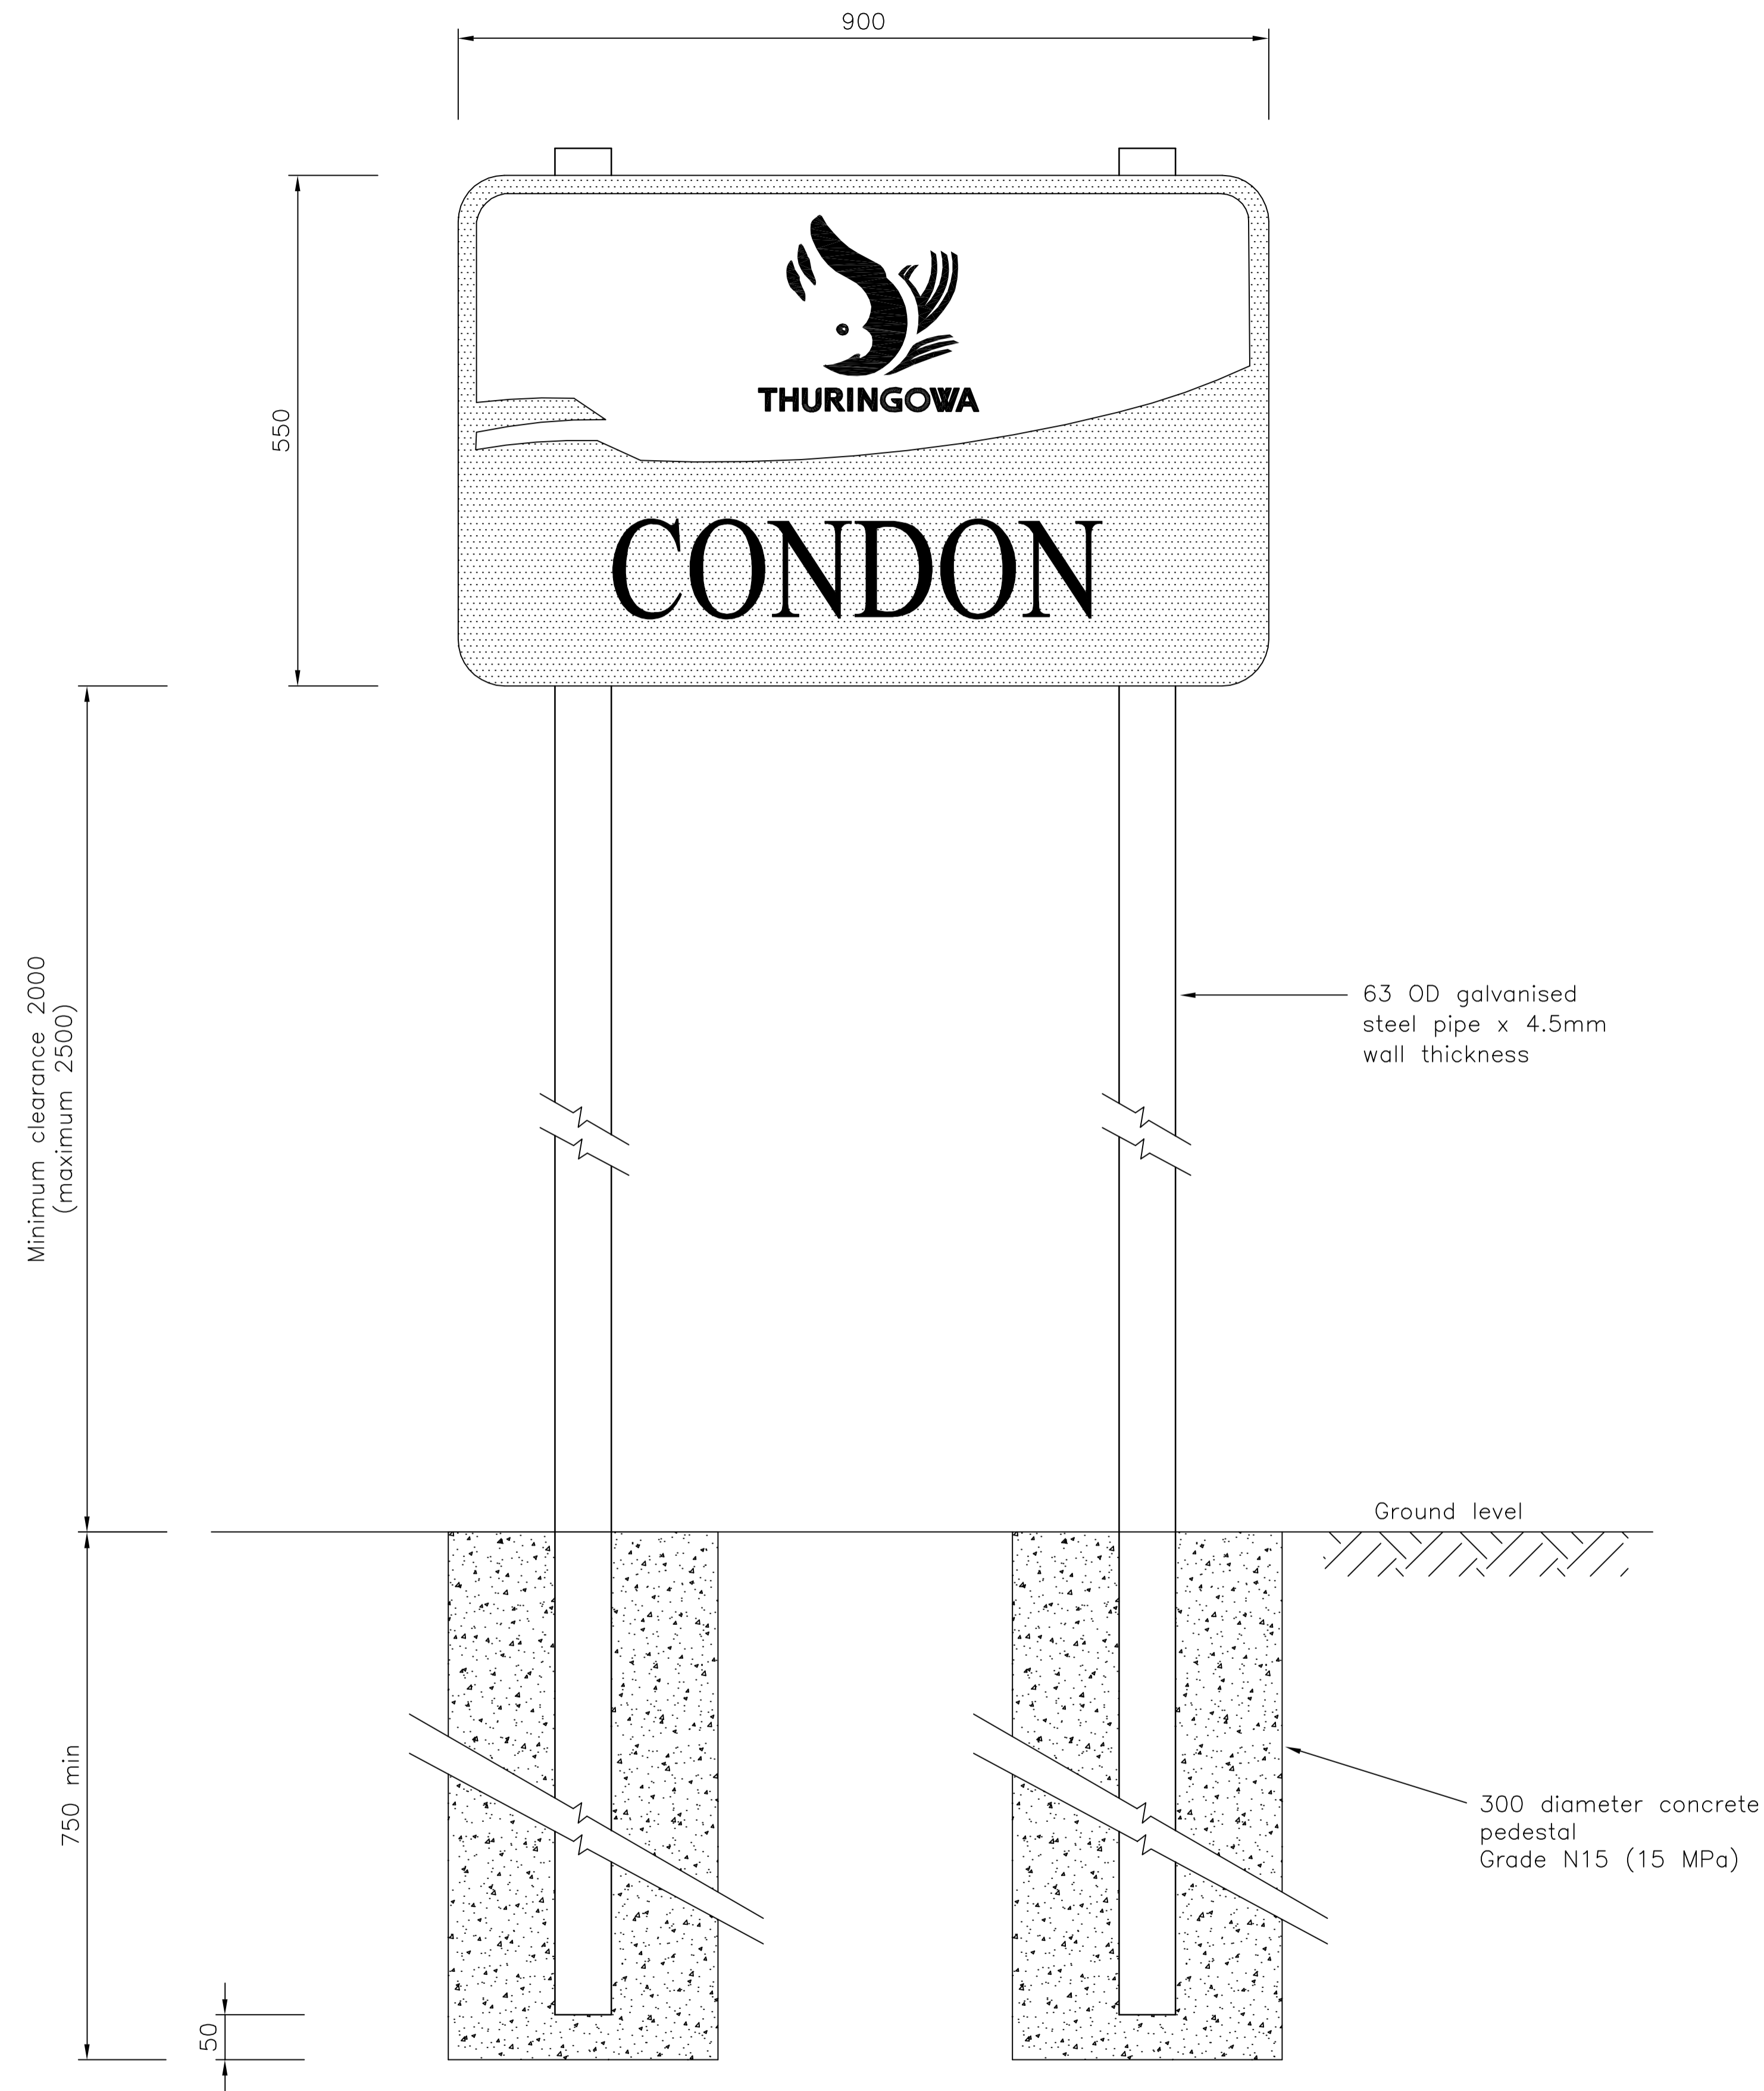 900
THURINGOWA
550
CONDON
Minimum clearance 2000
(maximum 2500)
63 OD galvanised
steel pipe x 4.5mm
wall thickness
Ground level
750 min
300 diameter concrete
pedestal
Grade N15 (15 MPa)
50